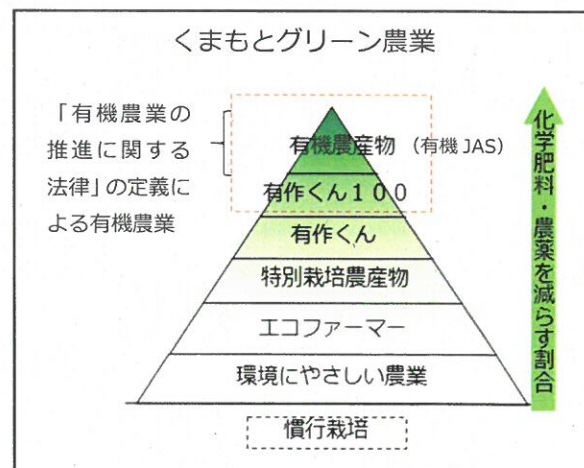 くまもとグリーン農業
「有機農業の
推進に関する
法律」の定義に
よる有機農業
有機農産物（有機 JAS）
有作くん１００
有作くん
特別栽培農産物
エコファーマー
環境にやさしい農業
慣行栽培
化学肥料・農薬を減らす割合